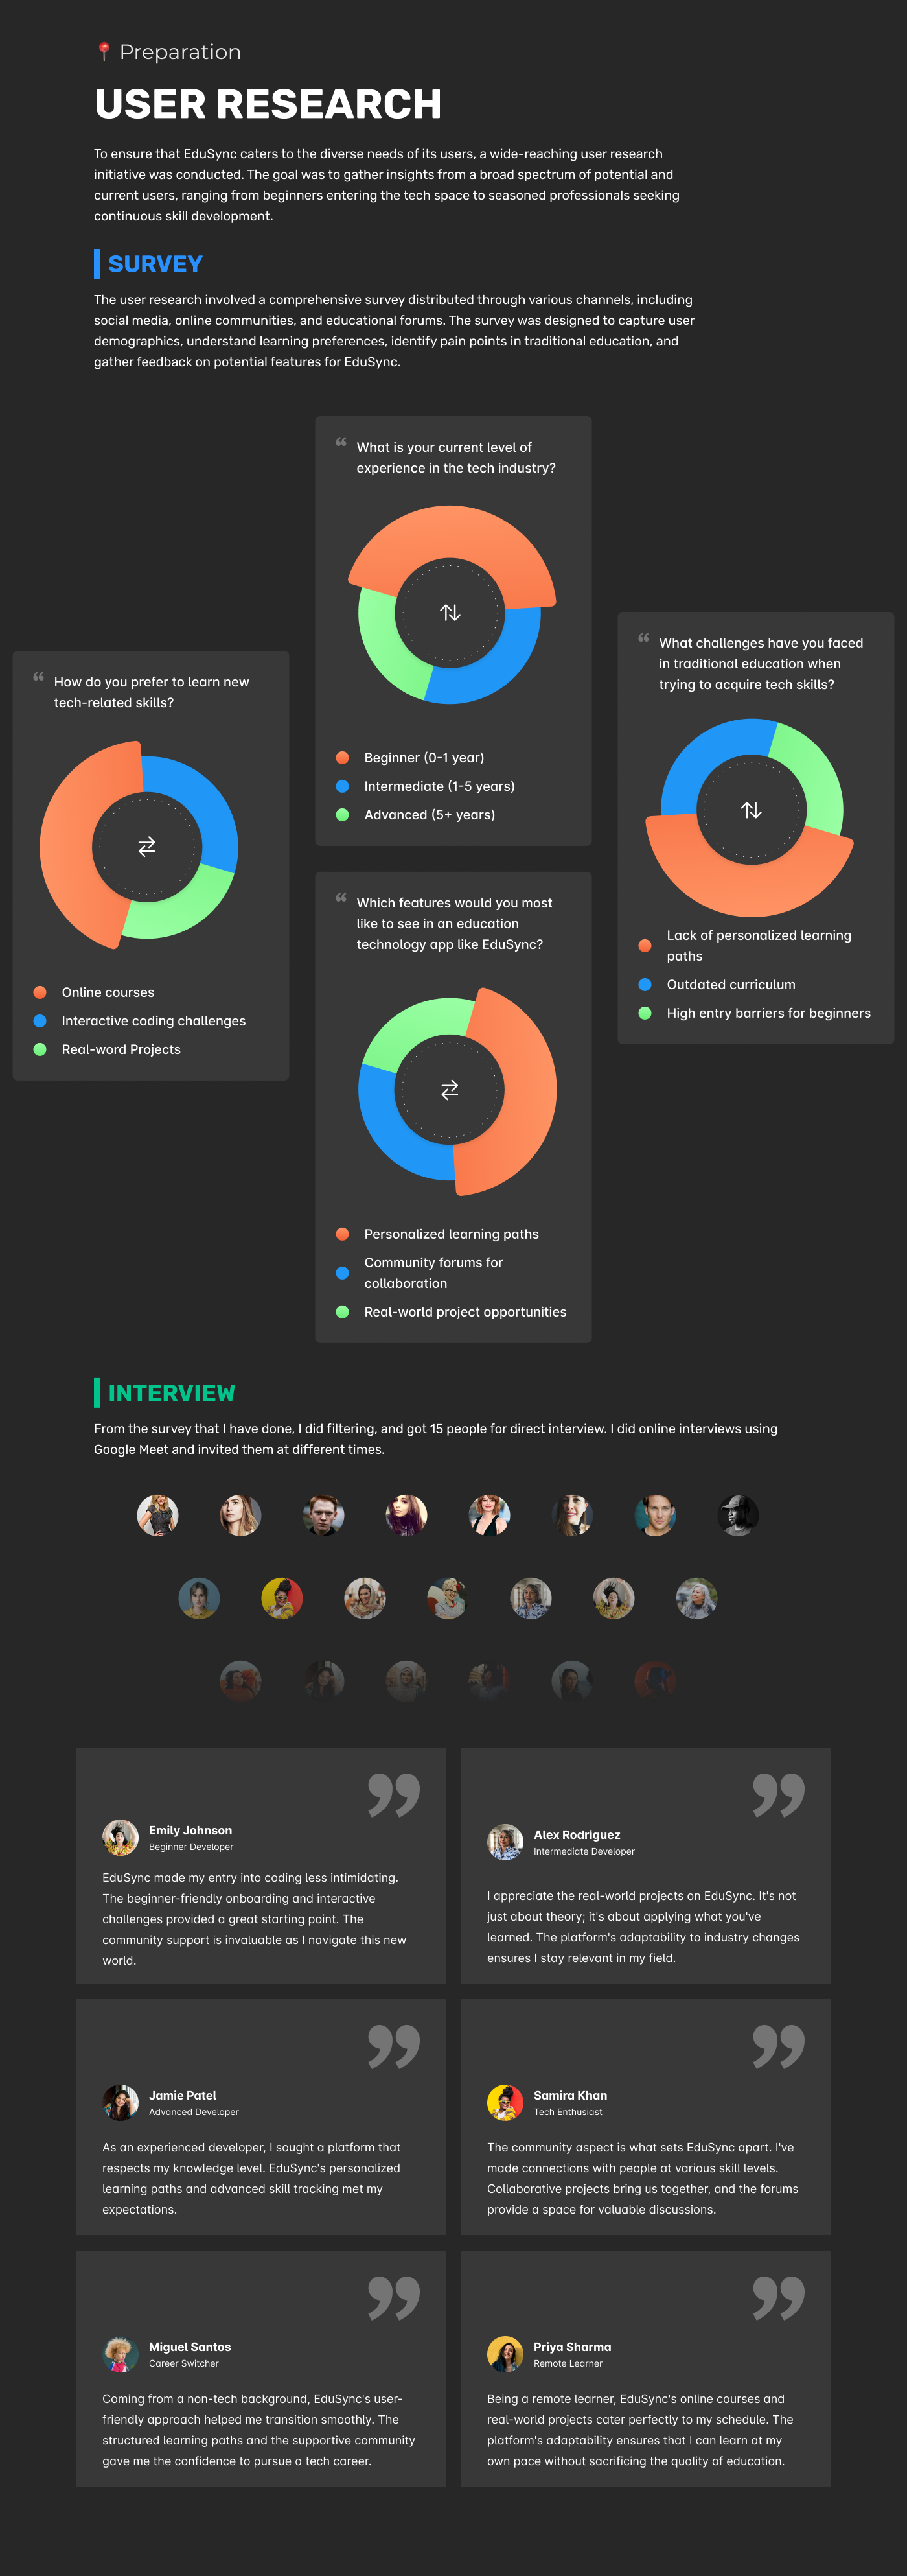 Preparation
USER RESEARCH
To ensure that EduSync caters to the diverse needs of its users, a wide-reaching user research
initiative was conducted. The goal was to gather insights from a broad spectrum of potential and
current users, ranging from beginners entering the tech space to seasoned professionals seeking
continuous skill development.
SURVEY
The user research involved a comprehensive survey distributed through various channels, including
social media, online communities, and educational forums. The survey was designed to capture user
demographics, understand learning preferences, identify pain points in traditional education, and
gather feedback on potential features for EduSync.
“ What is your current level of
experience in the tech industry?
Beginner (0-1 year)
Intermediate (1-5 years)
Advanced (5+ years)
“ How do you prefer to learn new
tech-related skills?
Online courses
Interactive coding challenges
Real-word Projects
“ What challenges have you faced
in traditional education when
trying to acquire tech skills?
Lack of personalized learning
paths
Outdated curriculum
High entry barriers for beginners
“ Which features would you most
like to see in an education
technology app like EduSync?
Personalized learning paths
Community forums for
collaboration
Real-world project opportunities
INTERVIEW
From the survey that I have done, I did filtering, and got 15 people for direct interview. I did online interviews using
Google Meet and invited them at different times.
”
Emily Johnson
Beginner Developer
EduSync made my entry into coding less intimidating.
The beginner-friendly onboarding and interactive
challenges provided a great starting point. The
community support is invaluable as I navigate this new
world.
”
Alex Rodriguez
Intermediate Developer
I appreciate the real-world projects on EduSync. It's not
just about theory; it's about applying what you've
learned. The platform's adaptability to industry changes
ensures I stay relevant in my field.
”
Jamie Patel
Advanced Developer
As an experienced developer, I sought a platform that
respects my knowledge level. EduSync's personalized
learning paths and advanced skill tracking met my
expectations.
”
Samira Khan
Tech Enthusiast
The community aspect is what sets EduSync apart. I've
made connections with people at various skill levels.
Collaborative projects bring us together, and the forums
provide a space for valuable discussions.
”
Miguel Santos
Career Switcher
Coming from a non-tech background, EduSync's user-
friendly approach helped me transition smoothly. The
structured learning paths and the supportive community
gave me the confidence to pursue a tech career.
”
Priya Sharma
Remote Learner
Being a remote learner, EduSync's online courses and
real-world projects cater perfectly to my schedule. The
platform's adaptability ensures that I can learn at my
own pace without sacrificing the quality of education.